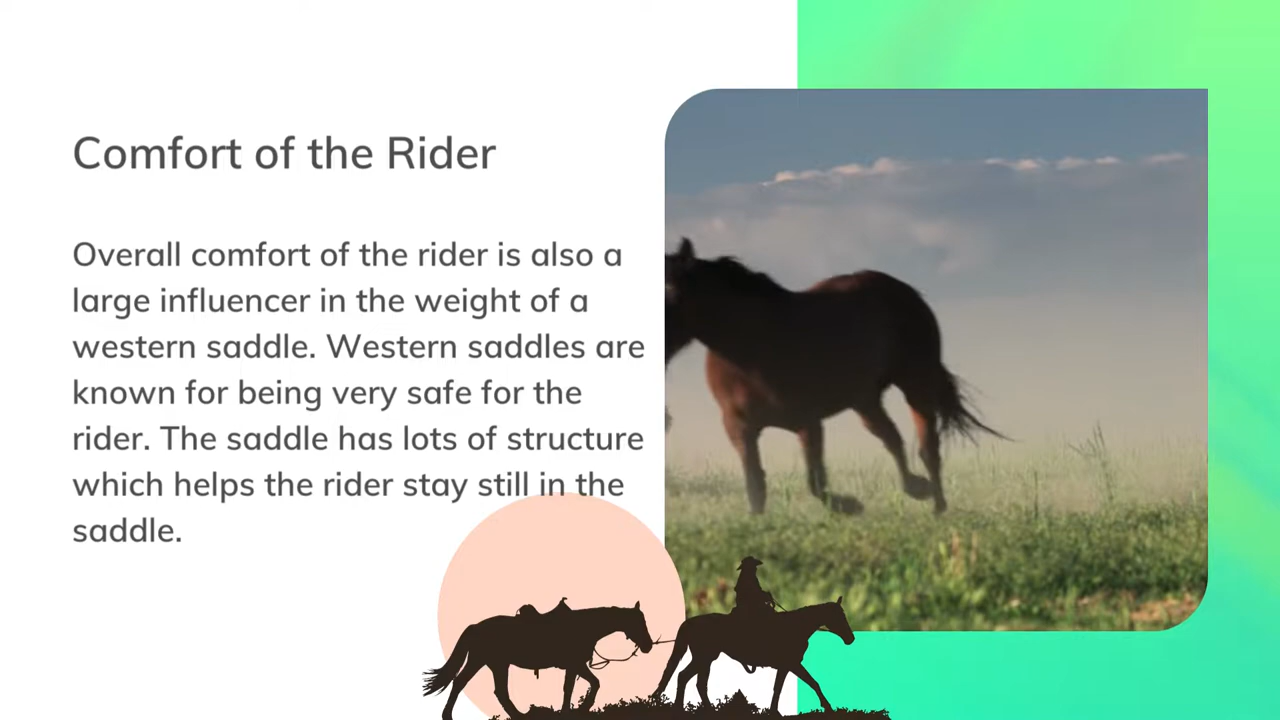 Comfort of the Rider
Overall comfort of the rider is also a
large influencer in the weight of a
western saddle. Western saddles are
known for being very safe for the
rider. The saddle has lots of structure
which helps the rider stay still in the
saddle.